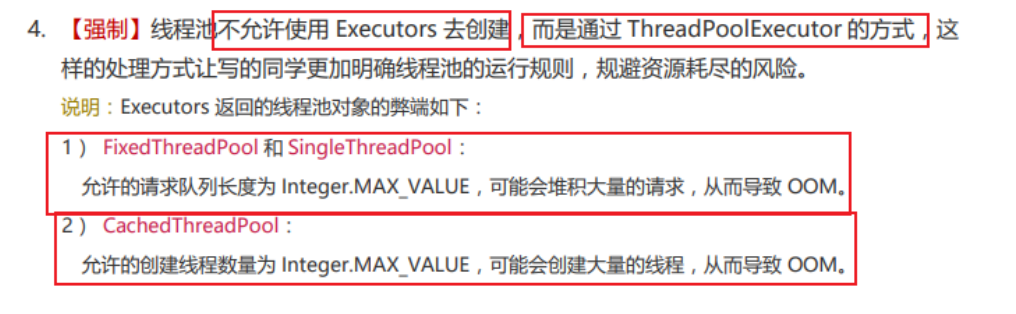 4. 【强制】线程池不允许使用 Executors 去创建，而是通过 ThreadPoolExecutor 的方式，这
样的处理方式让写的同学更加明确线程池的运行规则，规避资源耗尽的风险。
说明：Executors 返回的线程池对象的弊端如下：
1） FixedThreadPool 和 SingleThreadPool：
允许的请求队列长度为 Integer.MAX_VALUE，可能会堆积大量的请求，从而导致 OOM。
2） CachedThreadPool：
允许的创建线程数量为 Integer.MAX_VALUE，可能会创建大量的线程，从而导致 OOM。